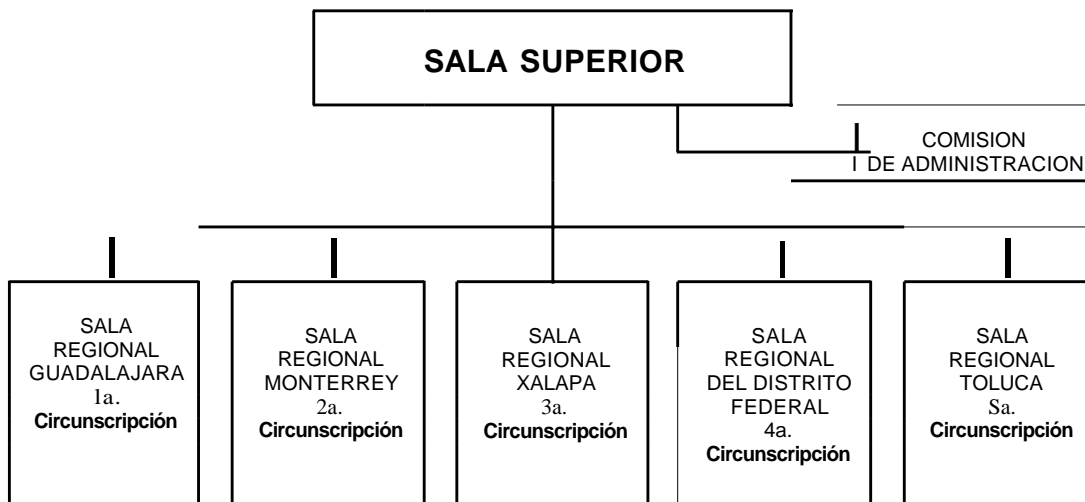 SALA SUPERIOR
COMISION
I DE ADMINISTRACION
SALA
REGIONAL
GUADALAJARA
1a.
Circunscripción
SALA
REGIONAL
MONTERREY
2a.
Circunscripción
SALA
REGIONAL
XALAPA
3a.
Circunscripción
SALA
REGIONAL
DEL DISTRITO
FEDERAL
4a.
Circunscripción
SALA
REGIONAL
TOLUCA
Sa.
Circunscripción